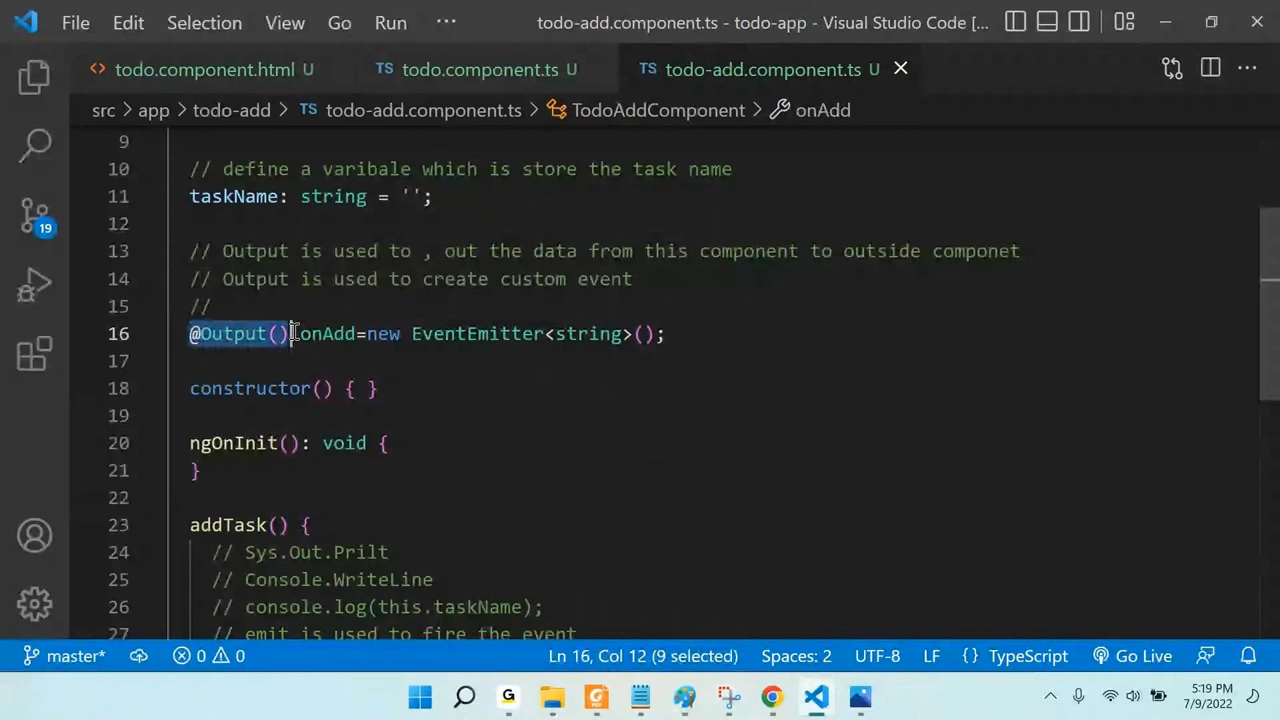 File Edit Selection View Go Run ··· todo-add.component.ts - todo-app - Visual Studio Code [...
<> todo.component.html U TS todo.component.ts U TS todo-add.component.ts U
src > app > todo-add > TS todo-add.component.ts > TodoAddComponent > onAdd
9
10 // define a varibale which is store the task name
11 taskName: string = '';
12
13 // Output is used to , out the data from this component to outside componet
14 // Output is used to create custom event
15 //
16 @Output() onAdd=new EventEmitter<string>();
17
18 constructor() { }
19
20 ngOnInit(): void {
21 }
22
23 addTask() {
24 // Sys.Out.Prilt
25 // Console.WriteLine
26 // console.log(this.taskName);
27 // emit is used to fire the event
19
master* 0 0 Ln 16, Col 12 (9 selected) Spaces: 2 UTF-8 LF {} TypeScript Go Live
G PDF 5:19 PM
7/9/2022